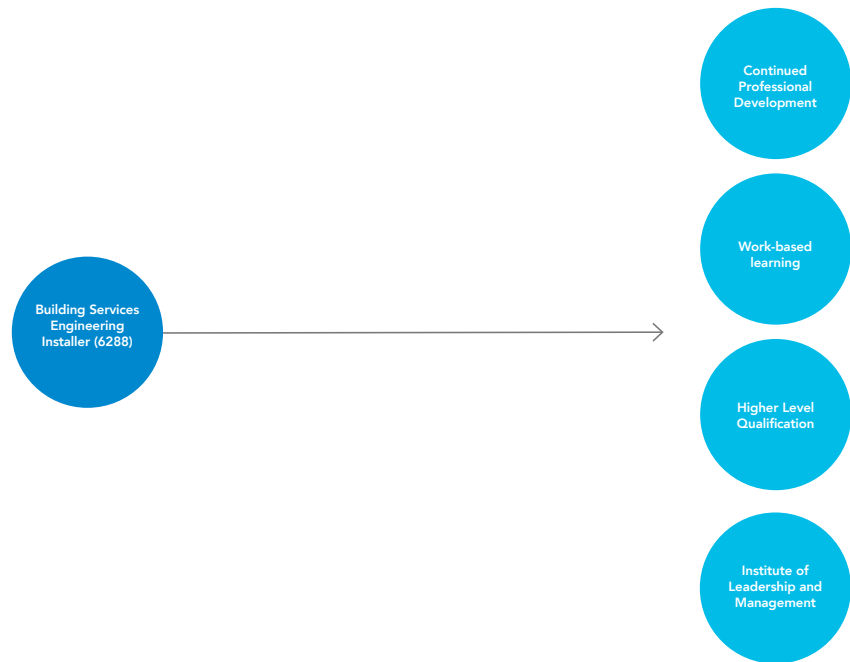 Continued
Professional
Development
Work-based
learning
Building Services
Engineering
Installer (6288)
Higher Level
Qualification
Institute of
Leadership and
Management